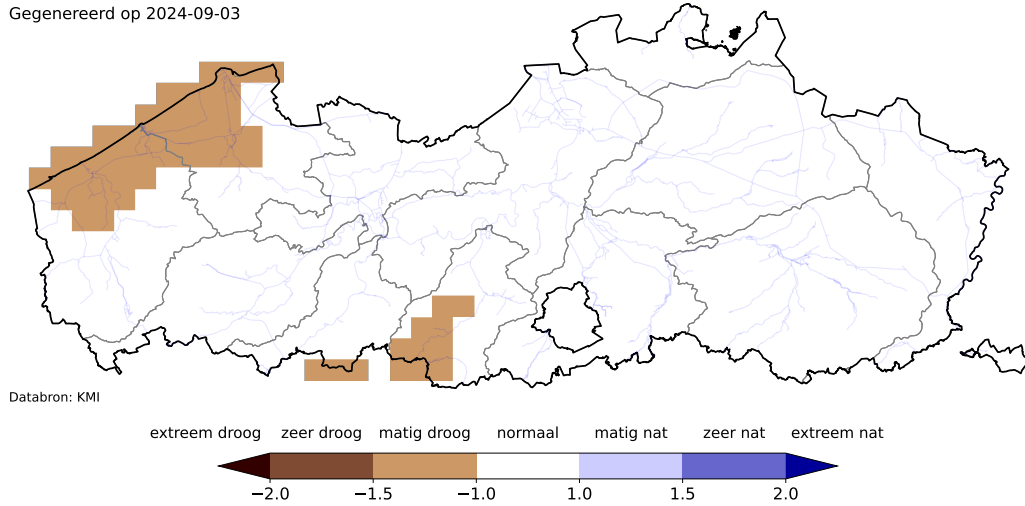 Gegenereerd op 2024-09-03
Databron: KMI
extreem droog zeer droog matig droog normaal matig nat zeer nat extreem nat
−2.0 −1.5 −1.0 1.0 1.5 2.0